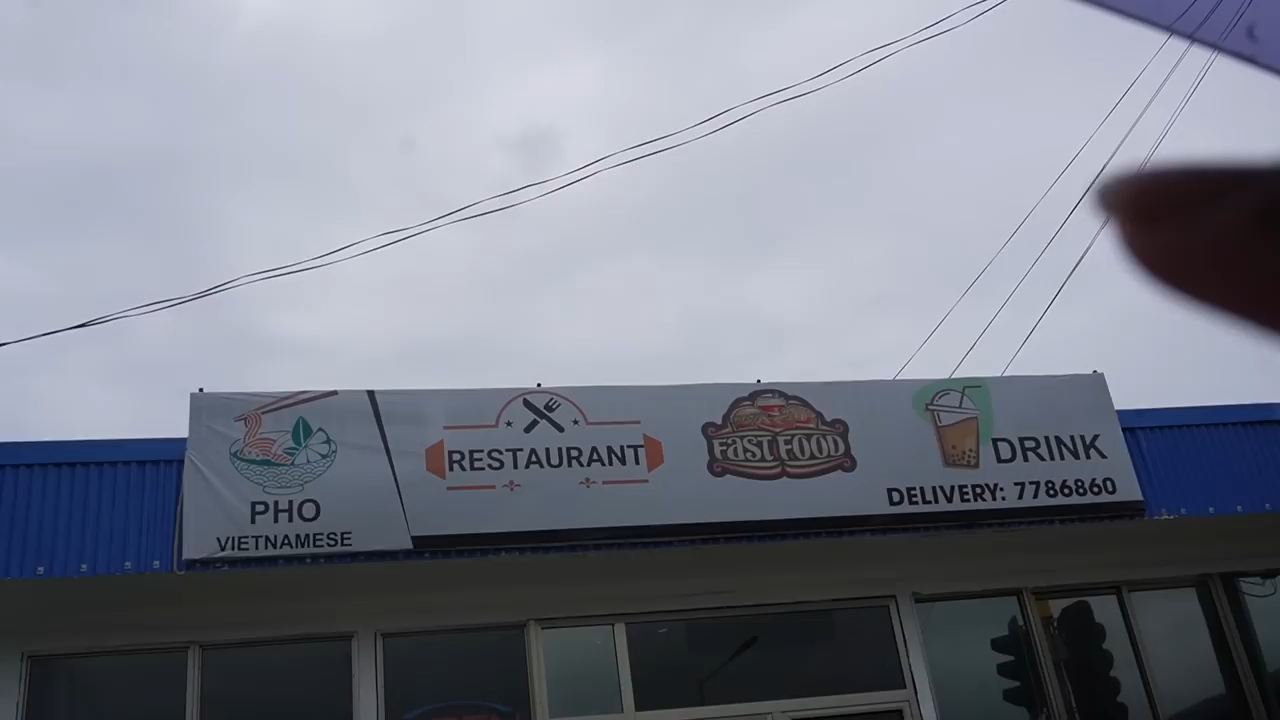 PHO
VIETNAMESE
RESTAURANT
FAST FOOD
DRINK
DELIVERY: 7786860